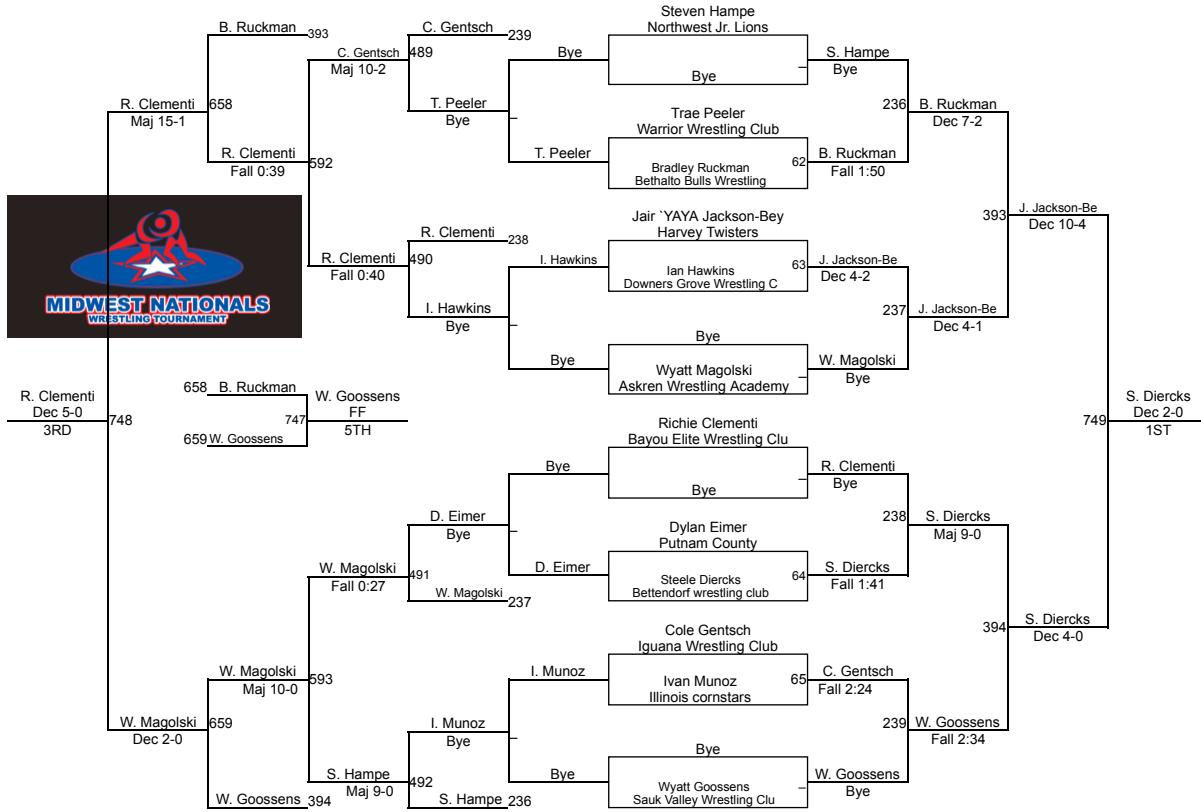 Steven Hampe
Northwest Jr. Lions
B. Ruckman
393
C. Gentsch
239
C. Gentsch
489
Maj 10-2
Bye
Bye
_
S. Hampe
Bye
R. Clementi
658
Maj 15-1
T. Peeler
Bye
_
236
B. Ruckman
Dec 7-2
Trae Peeler
Warrior Wrestling Club
R. Clementi
592
Fall 0:39
T. Peeler
Bradley Ruckman
Bethalto Bulls Wrestling
62
B. Ruckman
Fall 1:50
MIDWEST NATIONALS
WRESTLING TOURNAMENT
393
J. Jackson-Be
Dec 10-4
Jair `YAYA Jackson-Bey
Harvey Twisters
R. Clementi
238
R. Clementi
490
Fall 0:40
I. Hawkins
Ian Hawkins
Downers Grove Wrestling C
63
J. Jackson-Be
Dec 4-2
I. Hawkins
Bye
_
237
J. Jackson-Be
Dec 4-1
Bye
Bye
Wyatt Magolski
Askren Wrestling Academy
_
W. Magolski
Bye
R. Clementi
Dec 5-0
3RD
748
658
B. Ruckman
747
W. Goossens
FF
5TH
659
W. Goossens
749
S. Diercks
Dec 2-0
1ST
Richie Clementi
Bayou Elite Wrestling Clu
Bye
Bye
_
R. Clementi
Bye
D. Eimer
Bye
_
238
S. Diercks
Maj 9-0
Dylan Eimer
Putnam County
W. Magolski
491
Fall 0:27
D. Eimer
Steele Diercks
Bettendorf wrestling club
64
S. Diercks
Fall 1:41
W. Magolski
237
394
S. Diercks
Dec 4-0
Cole Gentsch
Iguana Wrestling Club
W. Magolski
593
Maj 10-0
I. Munoz
Ivan Munoz
Illinois cornstars
65
C. Gentsch
Fall 2:24
W. Magolski
659
Dec 2-0
I. Munoz
Bye
_
239
W. Goossens
Fall 2:34
Bye
S. Hampe
492
Maj 9-0
Bye
Wyatt Goossens
Sauk Valley Wrestling Clu
_
W. Goossens
Bye
W. Goossens
394
S. Hampe
236